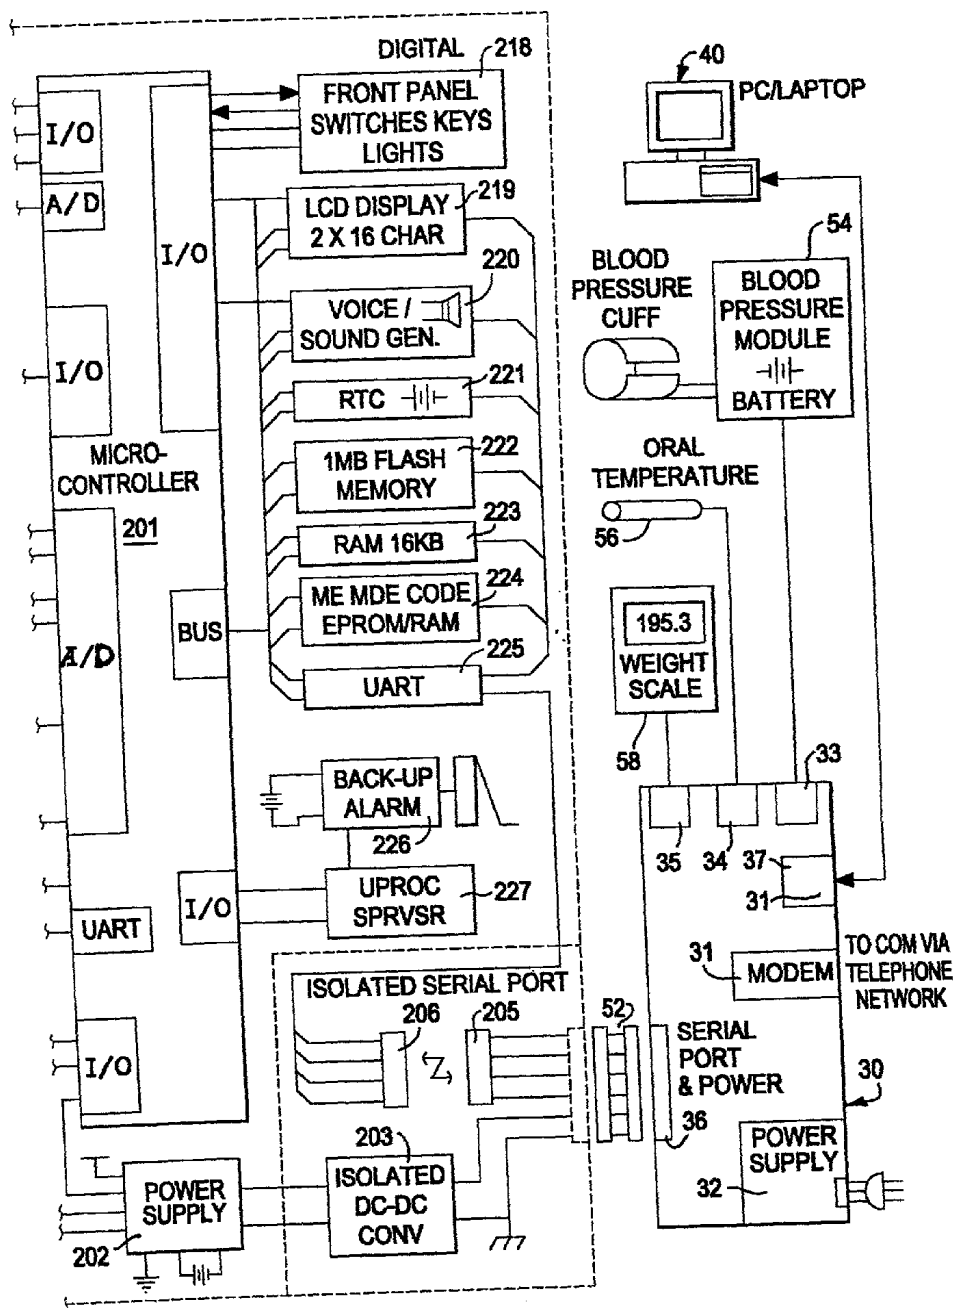 DIGITAL
218
FRONT PANEL
SWITCHES KEYS
LIGHTS
I/O
A/D
I/O
I/O
MICRO-
CONTROLLER
201
A/D
BUS
I/O
UART
I/O
219
LCD DISPLAY
2 X 16 CHAR
220
VOICE /
SOUND GEN.
221
RTC
222
1MB FLASH
MEMORY
223
RAM 16KB
224
ME MDE CODE
EPROM/RAM
225
UART
BACK-UP
ALARM
226
UPROC
SPRVSR
227
ISOLATED SERIAL PORT
206
205
203
ISOLATED
DC-DC
CONV
POWER
SUPPLY
202
40
PC/LAPTOP
54
BLOOD
PRESSURE
CUFF
BLOOD
PRESSURE
MODULE
BATTERY
ORAL
TEMPERATURE
56
195.3
WEIGHT
SCALE
58
33
35
34
37
31
31
MODEM
TO COM VIA
TELEPHONE
NETWORK
52
SERIAL
PORT
& POWER
30
36
POWER
SUPPLY
32